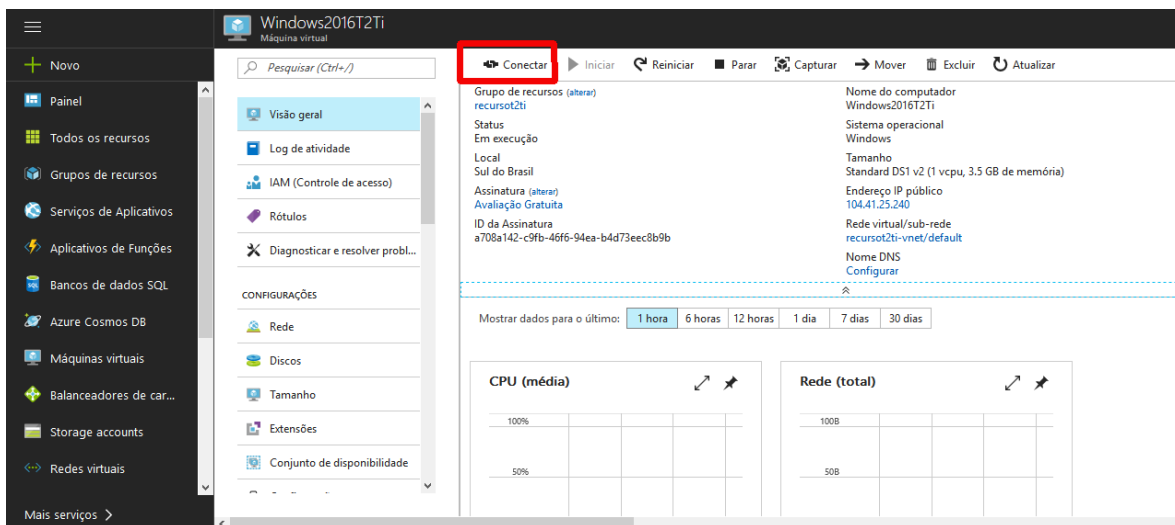 Windows2016T2Ti
Máquina virtual
Novo
Painel
Todos os recursos
Grupos de recursos
Serviços de Aplicativos
Aplicativos de Funções
Bancos de dados SQL
Azure Cosmos DB
Máquinas virtuais
Balanceadores de car...
Storage accounts
Redes virtuais
Mais serviços >
Pesquisar (Ctrl+/)
Visão geral
Log de atividade
IAM (Controle de acesso)
Rótulos
Diagnosticar e resolver probl...
CONFIGURAÇÕES
Rede
Discos
Tamanho
Extensões
Conjunto de disponibilidade
Conectar Iniciar Reiniciar Parar Capturar Mover Excluir Atualizar
Grupo de recursos (alterar)
recursot2ti
Status
Em execução
Local
Sul do Brasil
Assinatura (alterar)
Avaliação Gratuita
ID da Assinatura
a708a142-c9fb-46f6-94ea-b4d73eec8b9b
Nome do computador
Windows2016T2Ti
Sistema operacional
Windows
Tamanho
Standard DS1 v2 (1 vcpu, 3.5 GB de memória)
Endereço IP público
104.41.25.240
Rede virtual/sub-rede
recursot2ti-vnet/default
Nome DNS
Configurar
Mostrar dados para o último: 1 hora 6 horas 12 horas 1 dia 7 dias 30 dias
CPU (média)
100%
50%
Rede (total)
100B
50B